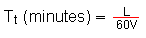 Tt (minutes) = L / 60V